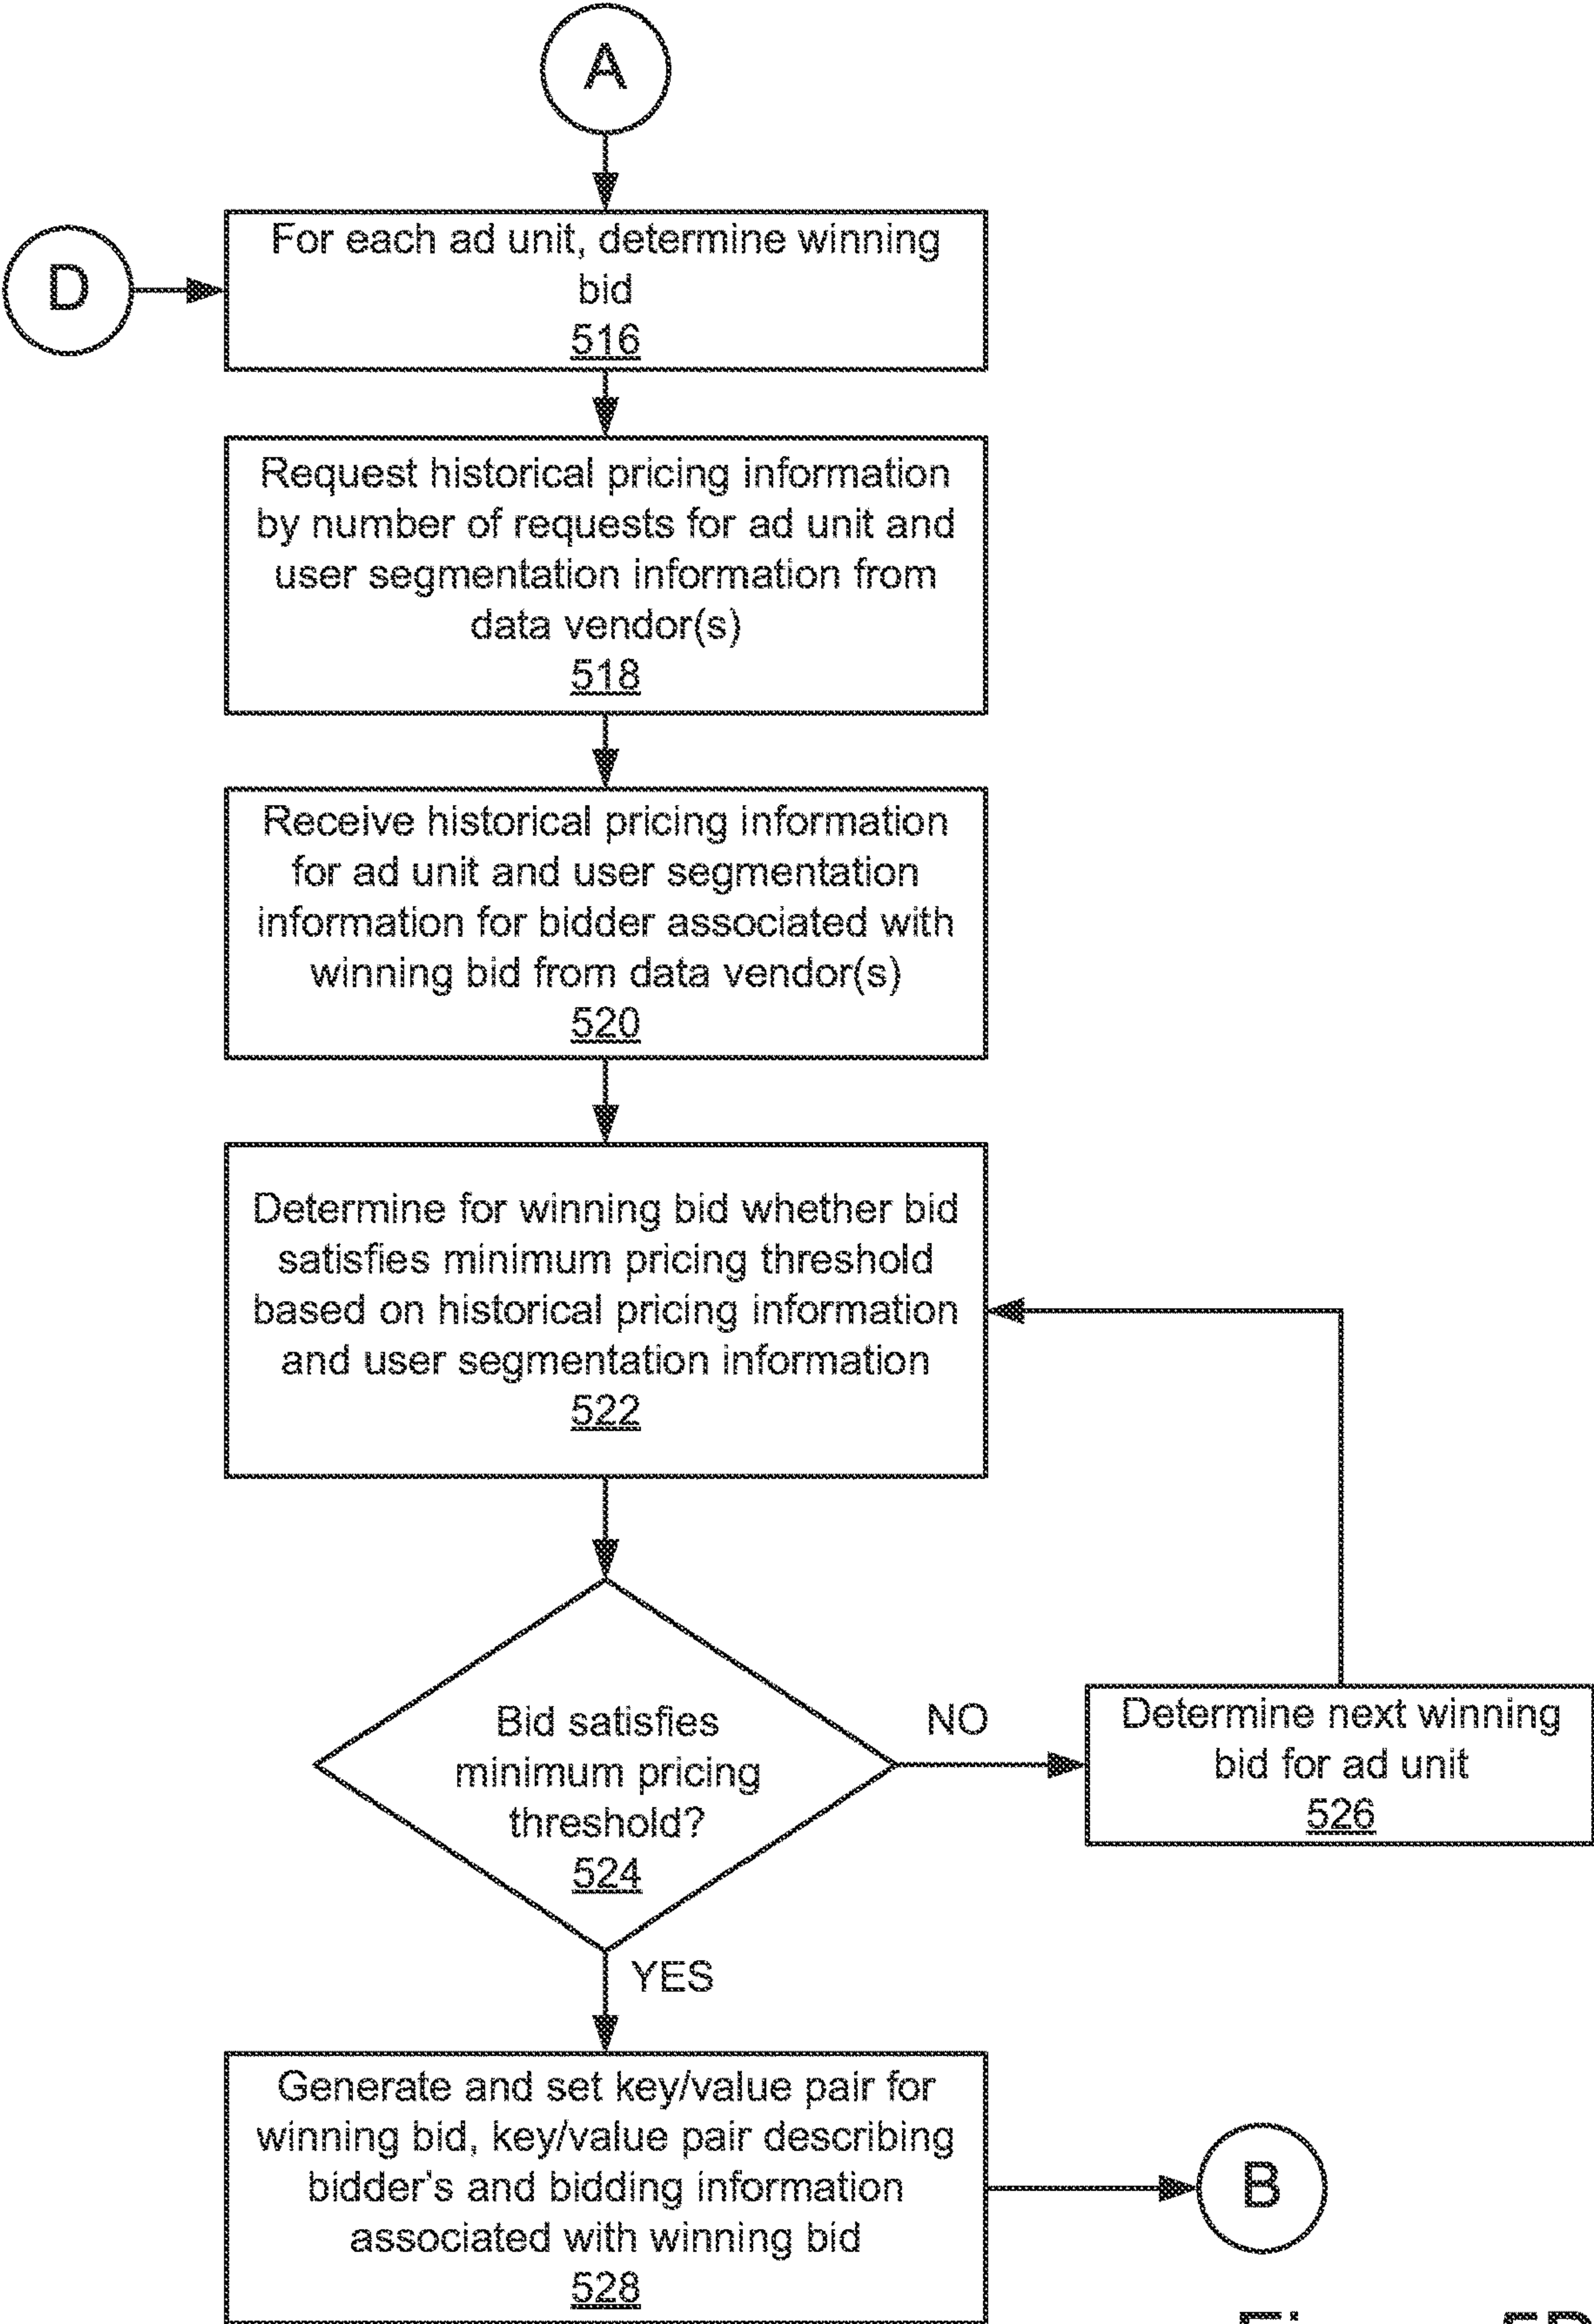 A
D
For each ad unit, determine winning
bid
516
Request historical pricing information
by number of requests for ad unit and
user segmentation information from
data vendor(s)
518
Receive historical pricing information
for ad unit and user segmentation
information for bidder associated with
winning bid from data vendor(s)
520
Determine for winning bid whether bid
satisfies minimum pricing threshold
based on historical pricing information
and user segmentation information
522
Bid satisfies
minimum pricing
threshold?
524
NO
Determine next winning
bid for ad unit
526
YES
Generate and set key/value pair for
winning bid, key/value pair describing
bidder's and bidding information
associated with winning bid
528
B